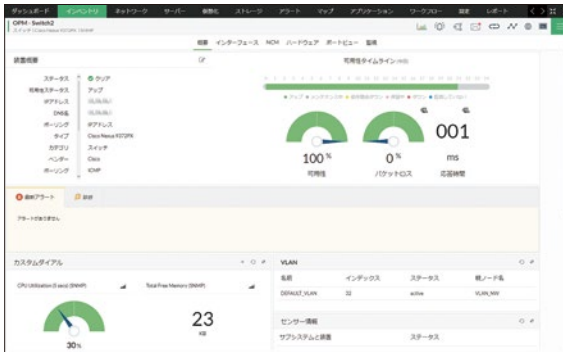 ダッシュボード インベントリ ネットワーク サーバー 仮想化 ストレージ アラート マップ アプリケーション ワークフロー 設定 レポート
OPM - Switch2
スイッチ | Cisco Nexus 9372PX | SNMP
概要 インターフェース NCM ハードウェア ポートビュー 監視
装置概要
ステータス クリア
可用性ステータス アップ
IPアドレス
DNS名
ポーリング IPアドレス
タイプ Cisco Nexus 9372PX
カテゴリ スイッチ
ベンダー Cisco
ポーリング ICMP
可用性タイムライン
100 %
可用性
0 %
パケットロス
001
ms
応答時間
最新アラート
アラートがありません
カスタムダイアル
CPU Utilization (5 secs) (SNMP)
30 %
Total Free Memory (SNMP)
23
VLAN
名前 インデックス ステータス 親ノード名
DEFAULT_VLAN active VLAN_NW
センサー情報
サブシステムと装置 ステータス